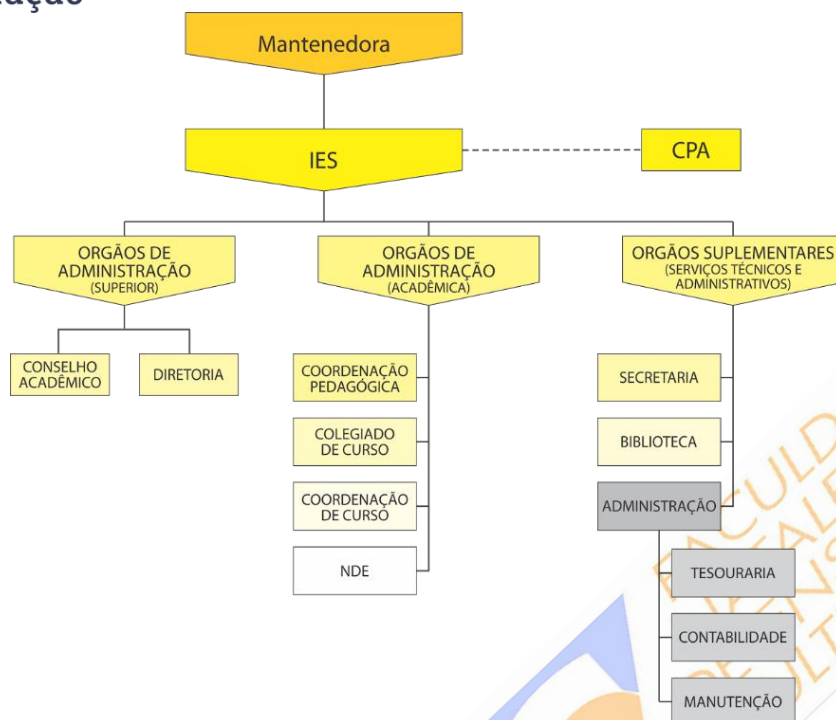 Mantenedora
IES
CPA
ORGÃOS DE
ADMINISTRAÇÃO
(SUPERIOR)
ORGÃOS DE
ADMINISTRAÇÃO
(ACADÊMICA)
ORGÃOS SUPLEMENTARES
(SERVIÇOS TÉCNICOS E
ADMINISTRATIVOS)
CONSELHO
ACADÊMICO
DIRETORIA
COORDENAÇÃO
PEDAGÓGICA
COLEGIADO
DE CURSO
COORDENAÇÃO
DE CURSO
NDE
SECRETARIA
BIBLIOTECA
ADMINISTRAÇÃO
TESOURARIA
CONTABILIDADE
MANUTENÇÃO